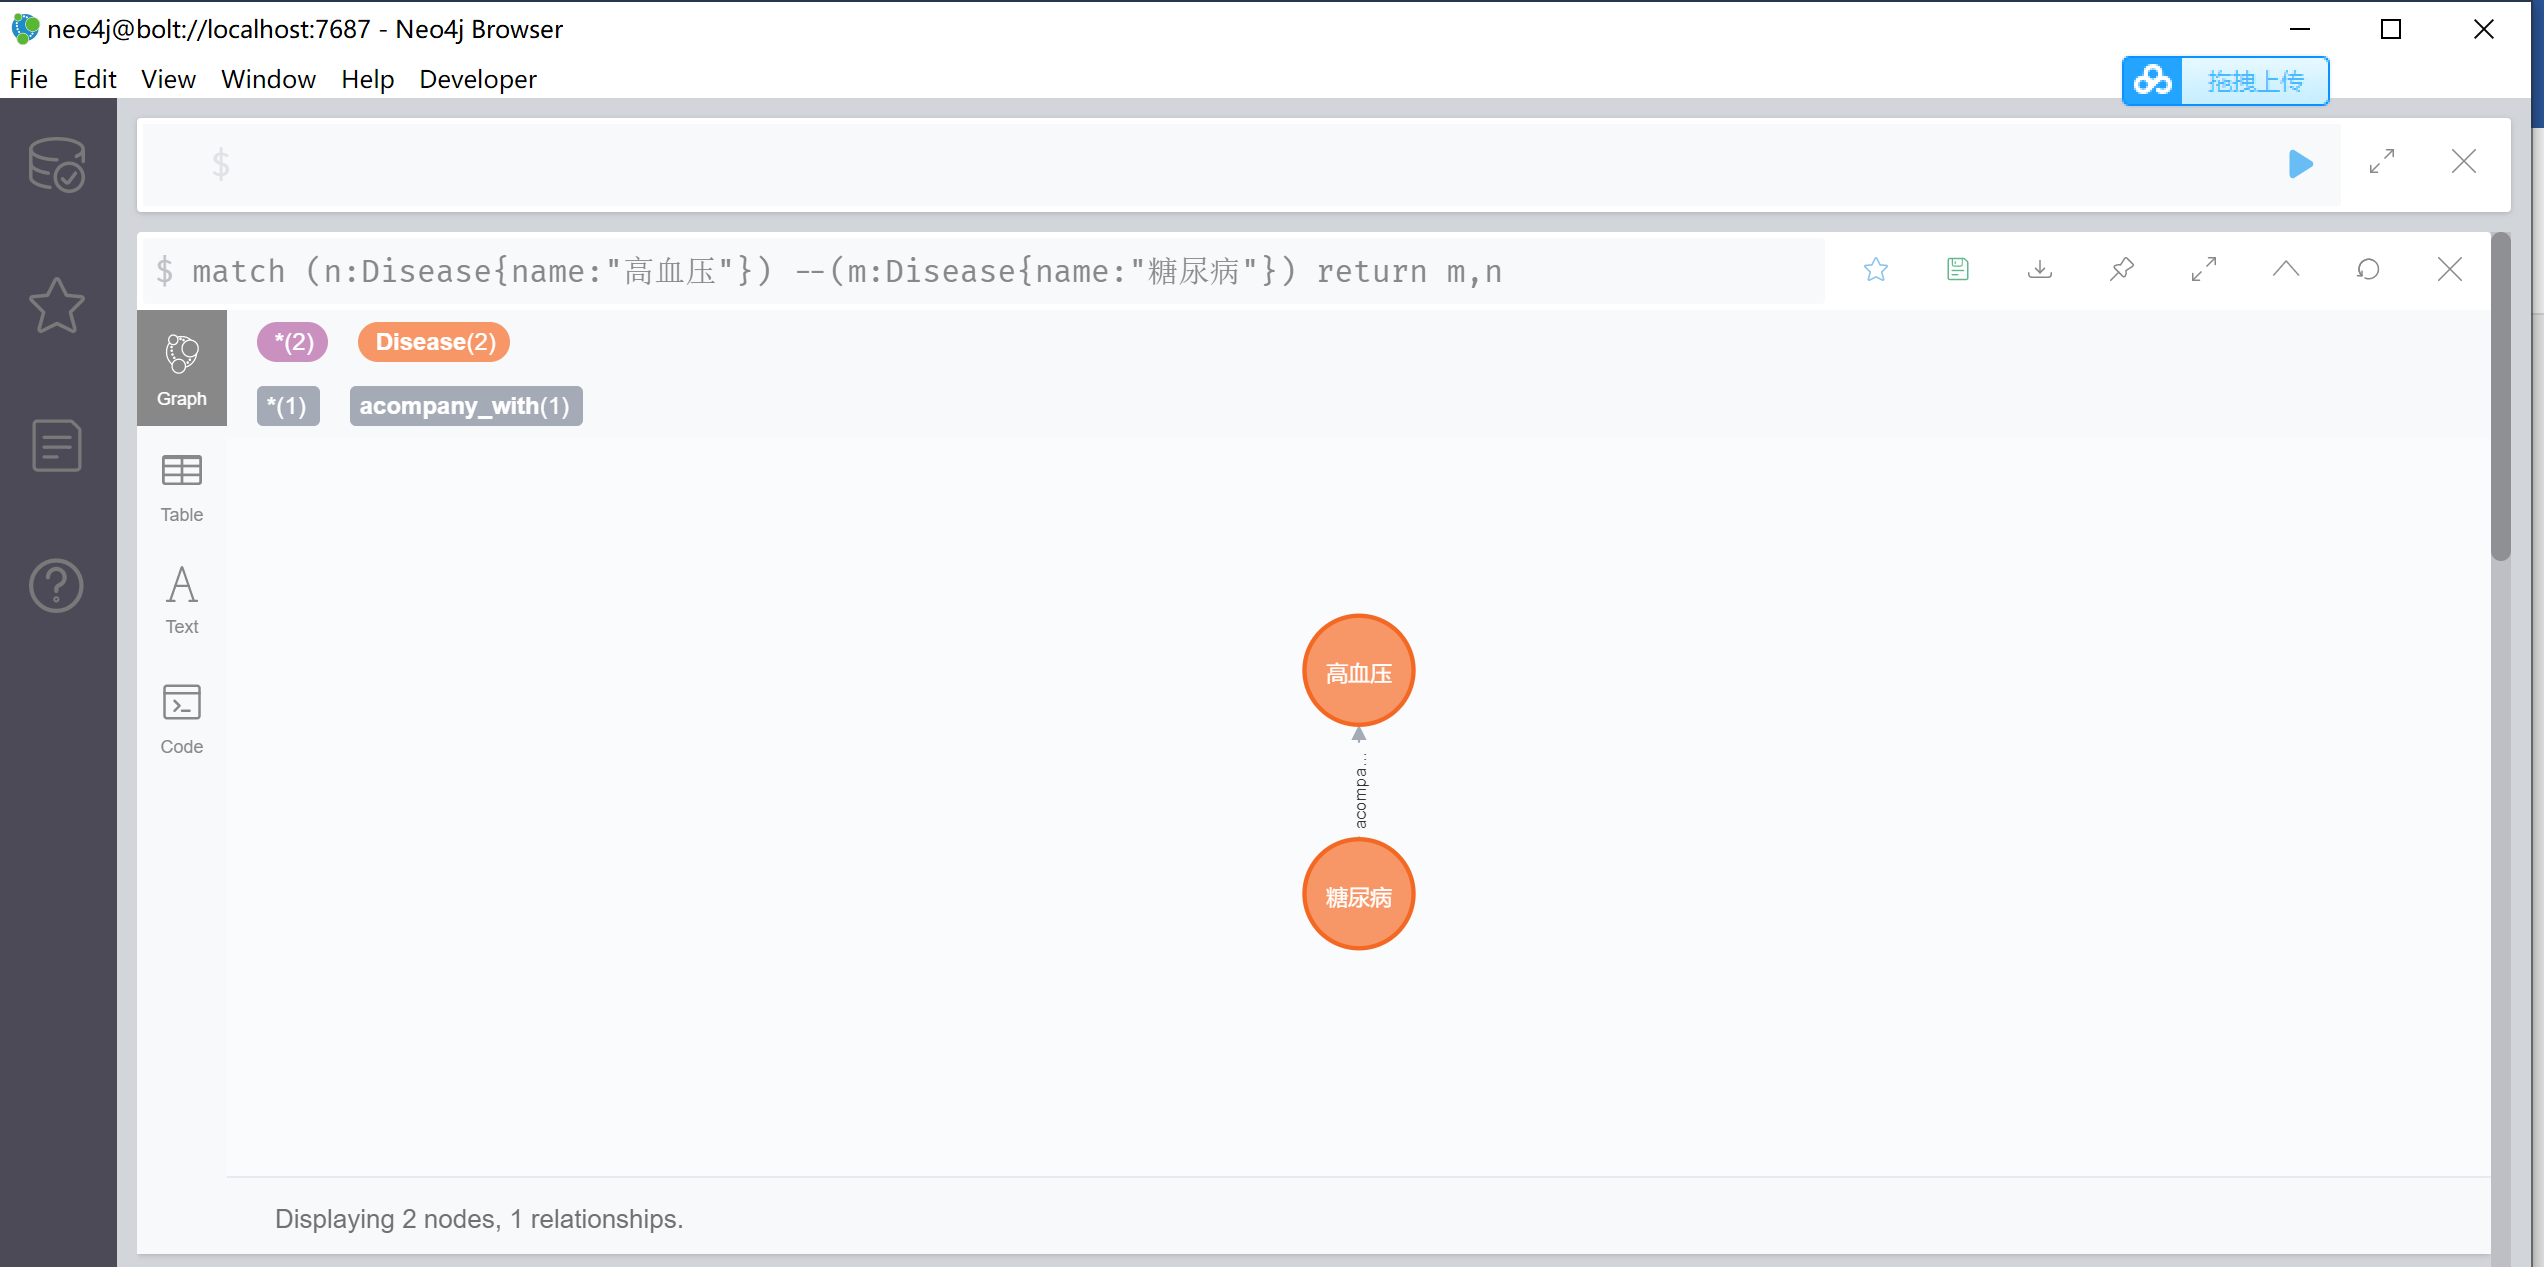 neo4j@bolt://localhost:7687 - Neo4j Browser
File Edit View Window Help Developer
拖拽上传
$
$ match (n:Disease{name:"高血压"}) --(m:Disease{name:"糖尿病"}) return m,n
*(2) Disease(2)
*(1) acompany_with(1)
Graph
Table
Text
Code
高血压
acompa...
糖尿病
Displaying 2 nodes, 1 relationships.